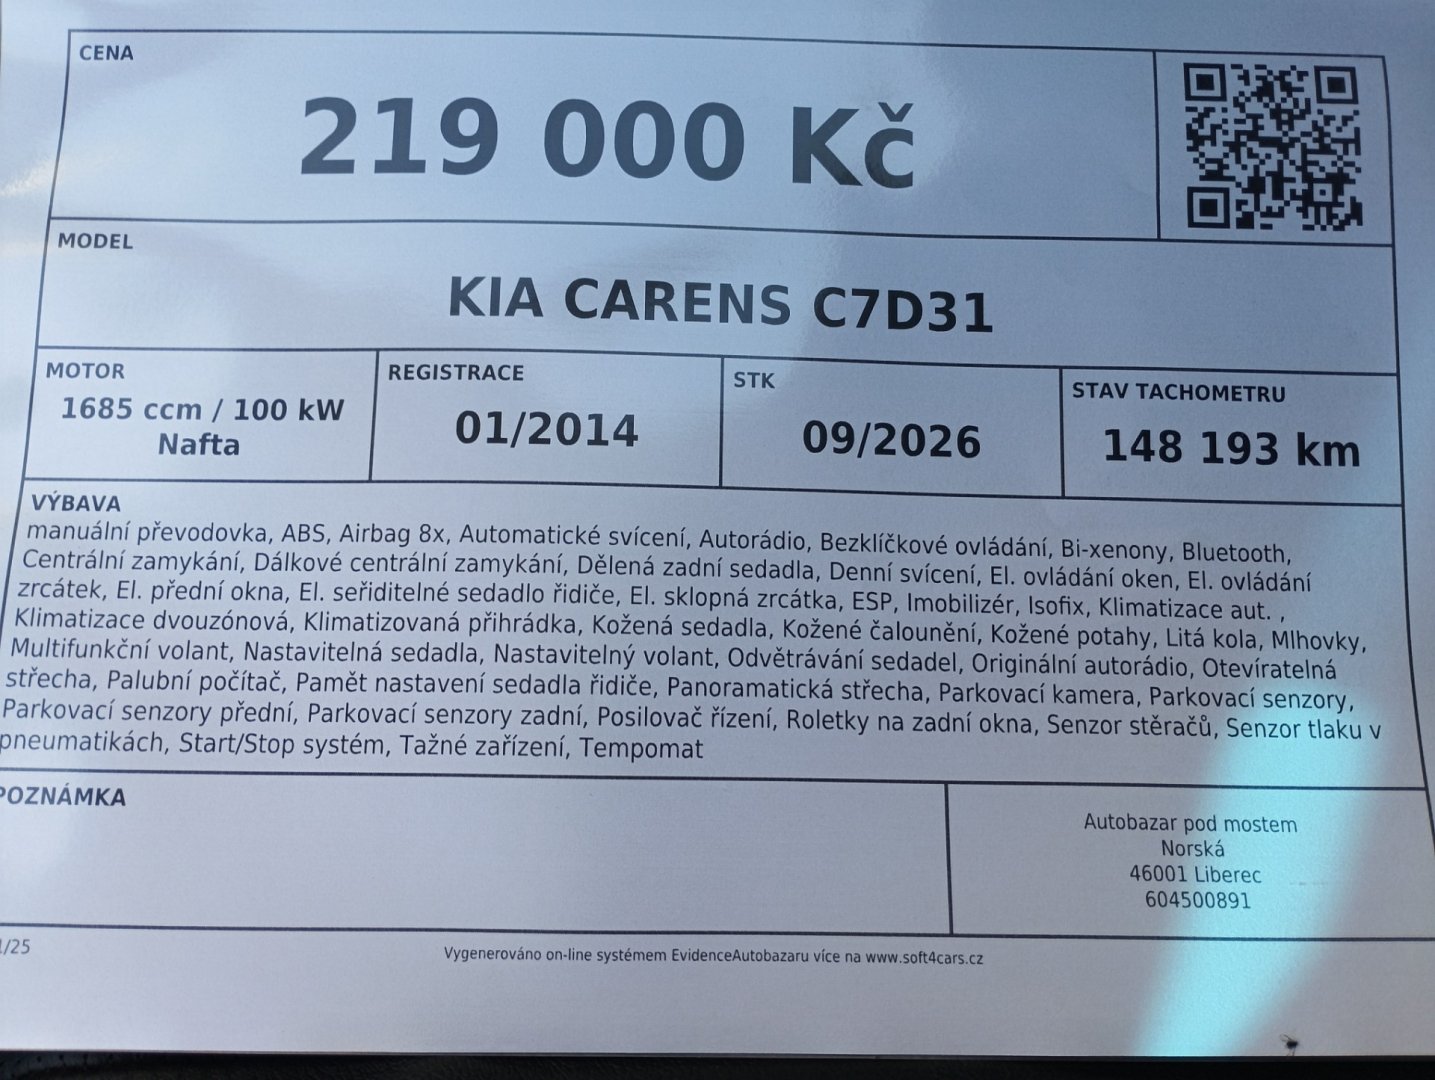 CENA
219 000 Kč
MODEL
KIA CARENS C7D31
MOTOR
1685 ccm / 100 kW
Nafta
REGISTRACE
01/2014
STK
09/2026
STAV TACHOMETRU
148 193 km
VÝBAVA
manuální převodovka, ABS, Airbag 8x, Automatické svícení, Autorádio, Bezklíčkové ovládání, Bi-xenony, Bluetooth,
Centrální zamykání, Dálkové centrální zamykání, Dělená zadní sedadla, Denní svícení, El. ovládání oken, El. ovládání
zrcátek, El. přední okna, El. seřiditelné sedadlo řidiče, El. sklopná zrcátka, ESP, Imobilizér, Isofix, Klimatizace aut. ,
Klimatizace dvouzónová, Klimatizovaná přihrádka, Kožená sedadla, Kožené čalounění, Kožené potahy, Litá kola, Mlhovky,
Multifunkční volant, Nastavitelná sedadla, Nastavitelný volant, Odvětrávání sedadel, Originální autorádio, Otevíratelná
střecha, Palubní počítač, Pamět nastavení sedadla řidiče, Panoramatická střecha, Parkovací kamera, Parkovací senzory,
Parkovací senzory přední, Parkovací senzory zadní, Posilovač řízení, Roletky na zadní okna, Senzor stěračů, Senzor tlaku v
pneumatikách, Start/Stop systém, Tažné zařízení, Tempomat
POZNÁMKA
Autobazar pod mostem
Norská
46001 Liberec
604500891
/25
Vygenerováno on-line systémem EvidenceAutobazaru více na www.soft4cars.cz